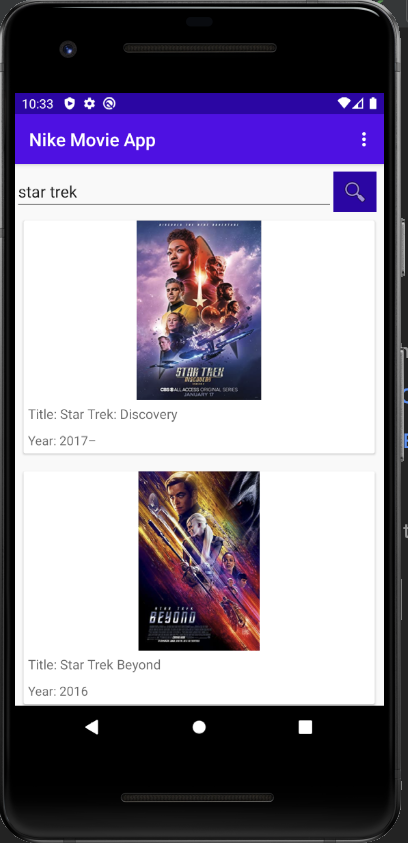 10:33
Nike Movie App
star trek
STAR TREK
DISCOVERY
CBS ALL ACCESS ORIGINAL SERIES
JANUARY 17
Title: Star Trek: Discovery
Year: 2017–
STAR TREK
BEYOND
Title: Star Trek Beyond
Year: 2016